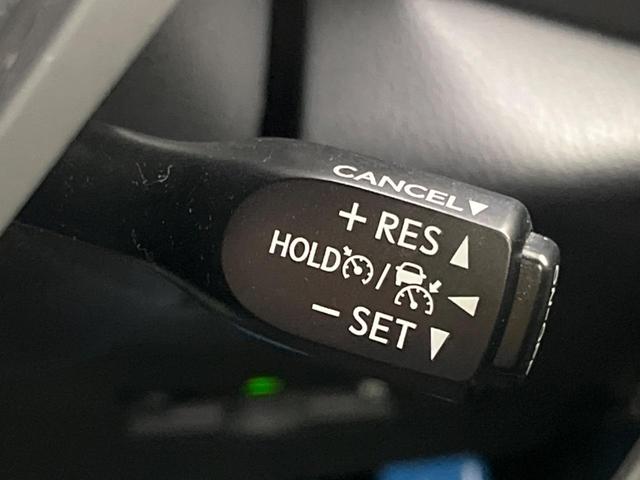 CANCEL▼
+ RES ▲
HOLD / ◀
− SET ▼